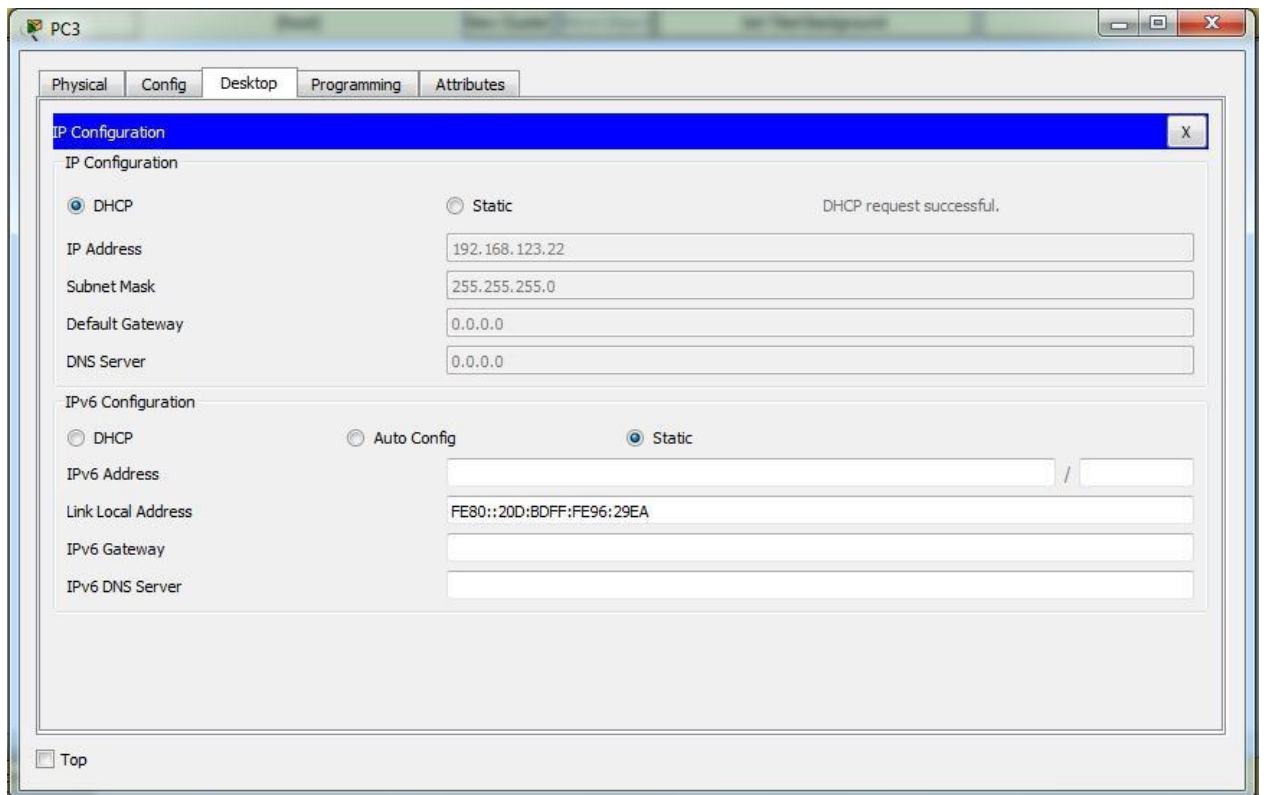 PC3
Physical Config Desktop Programming Attributes
IP Configuration X
IP Configuration
DHCP Static DHCP request successful.
IP Address 192.168.123.22
Subnet Mask 255.255.255.0
Default Gateway 0.0.0.0
DNS Server 0.0.0.0
IPv6 Configuration
DHCP Auto Config Static
IPv6 Address /
Link Local Address FE80::20D:BDFF:FE96:29EA
IPv6 Gateway
IPv6 DNS Server
Top